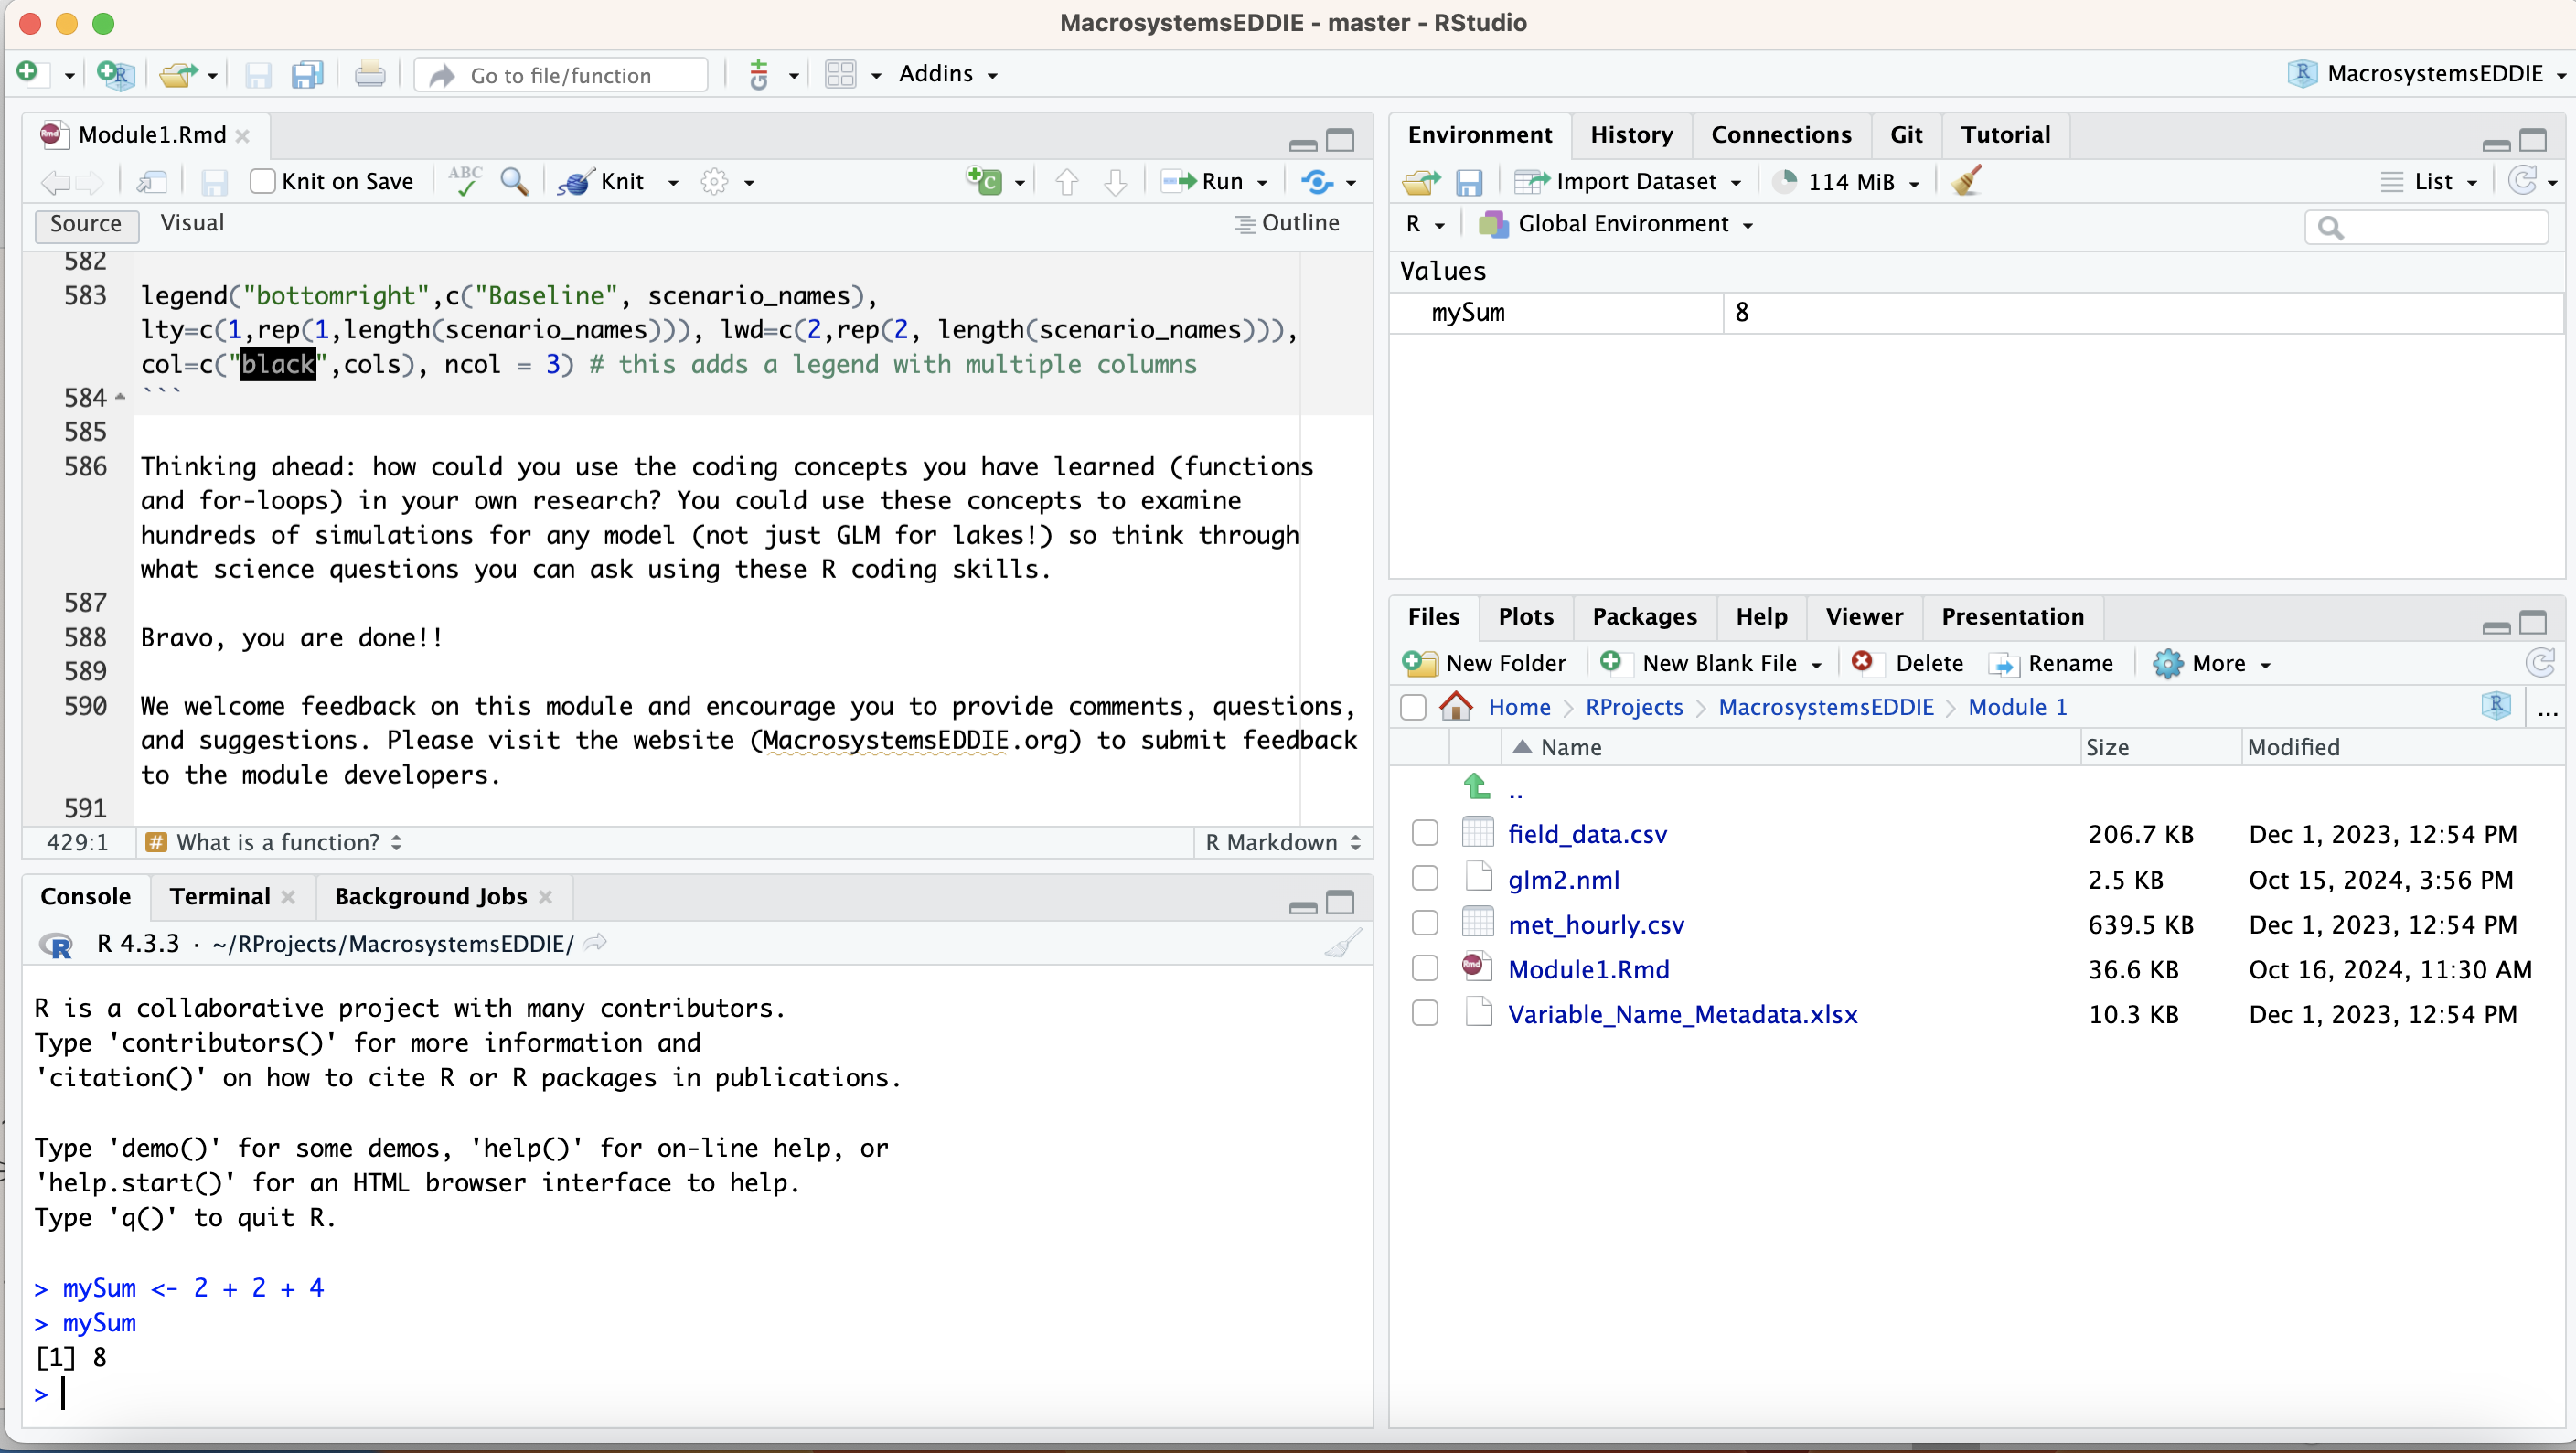 MacrosystemsEDDIE - master - RStudio
Go to file/function
Addins
MacrosystemsEDDIE
Module1.Rmd
Knit on Save
ABC
Knit
Run
Source
Visual
Outline
582
583 legend("bottomright",c("Baseline", scenario_names),
lty=c(1,rep(1,length(scenario_names))), lwd=c(2,rep(2, length(scenario_names))),
col=c("black",cols), ncol = 3) # this adds a legend with multiple columns
584 ```
585
586 Thinking ahead: how could you use the coding concepts you have learned (functions
and for-loops) in your own research? You could use these concepts to examine
hundreds of simulations for any model (not just GLM for lakes!) so think through
what science questions you can ask using these R coding skills.
587
588 Bravo, you are done!!
589
590 We welcome feedback on this module and encourage you to provide comments, questions,
and suggestions. Please visit the website (MacrosystemsEDDIE.org) to submit feedback
to the module developers.
591
429:1 # What is a function? R Markdown
Console Terminal Background Jobs
R 4.3.3 · ~/RProjects/MacrosystemsEDDIE/
R is a collaborative project with many contributors.
Type 'contributors()' for more information and
'citation()' on how to cite R or R packages in publications.
Type 'demo()' for some demos, 'help()' for on-line help, or
'help.start()' for an HTML browser interface to help.
Type 'q()' to quit R.
> mySum <- 2 + 2 + 4
> mySum
[1] 8
>
Environment History Connections Git Tutorial
Import Dataset 114 MiB List
R Global Environment
Values
mySum 8
Files Plots Packages Help Viewer Presentation
New Folder New Blank File Delete Rename More
Home RProjects MacrosystemsEDDIE Module 1 ...
Name Size Modified
..
field_data.csv 206.7 KB Dec 1, 2023, 12:54 PM
glm2.nml 2.5 KB Oct 15, 2024, 3:56 PM
met_hourly.csv 639.5 KB Dec 1, 2023, 12:54 PM
Module1.Rmd 36.6 KB Oct 16, 2024, 11:30 AM
Variable_Name_Metadata.xlsx 10.3 KB Dec 1, 2023, 12:54 PM